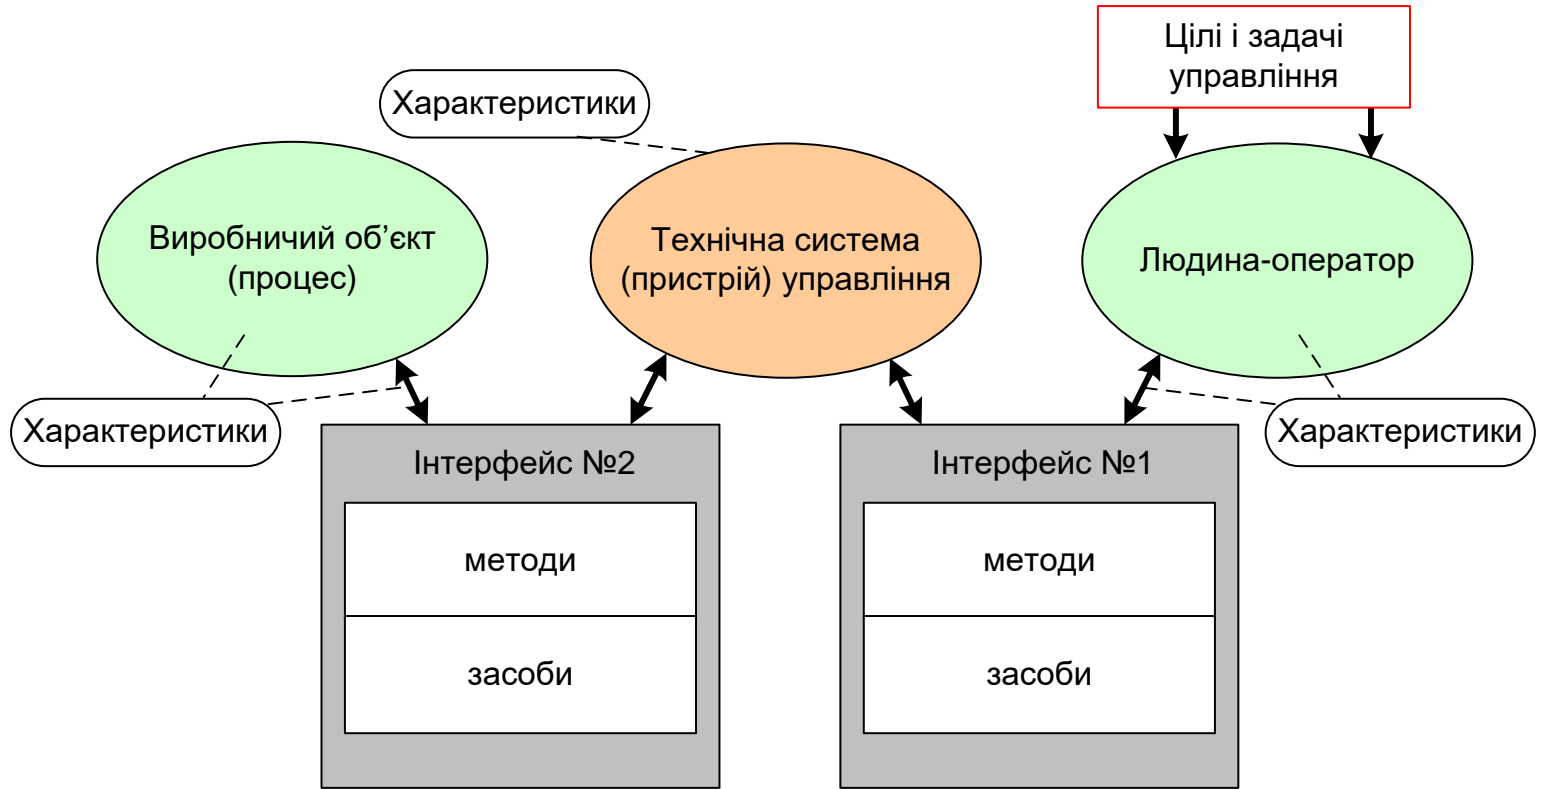 Цілі і задачі
управління
Характеристики
Виробничий об’єкт
(процес)
Технічна система
(пристрій) управління
Людина-оператор
Характеристики
Характеристики
Інтерфейс №2
методи
засоби
Інтерфейс №1
методи
засоби